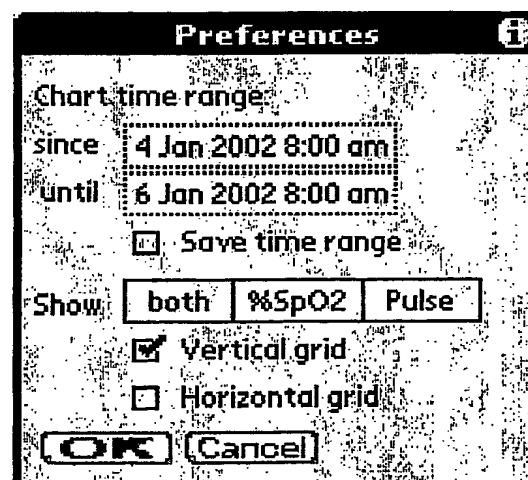 Preferences i
Chart time range:
since 4 Jan 2002 8:00 am
until 6 Jan 2002 8:00 am
Save time range
Show: both %SpO2 Pulse
Vertical grid
Horizontal grid
OK Cancel